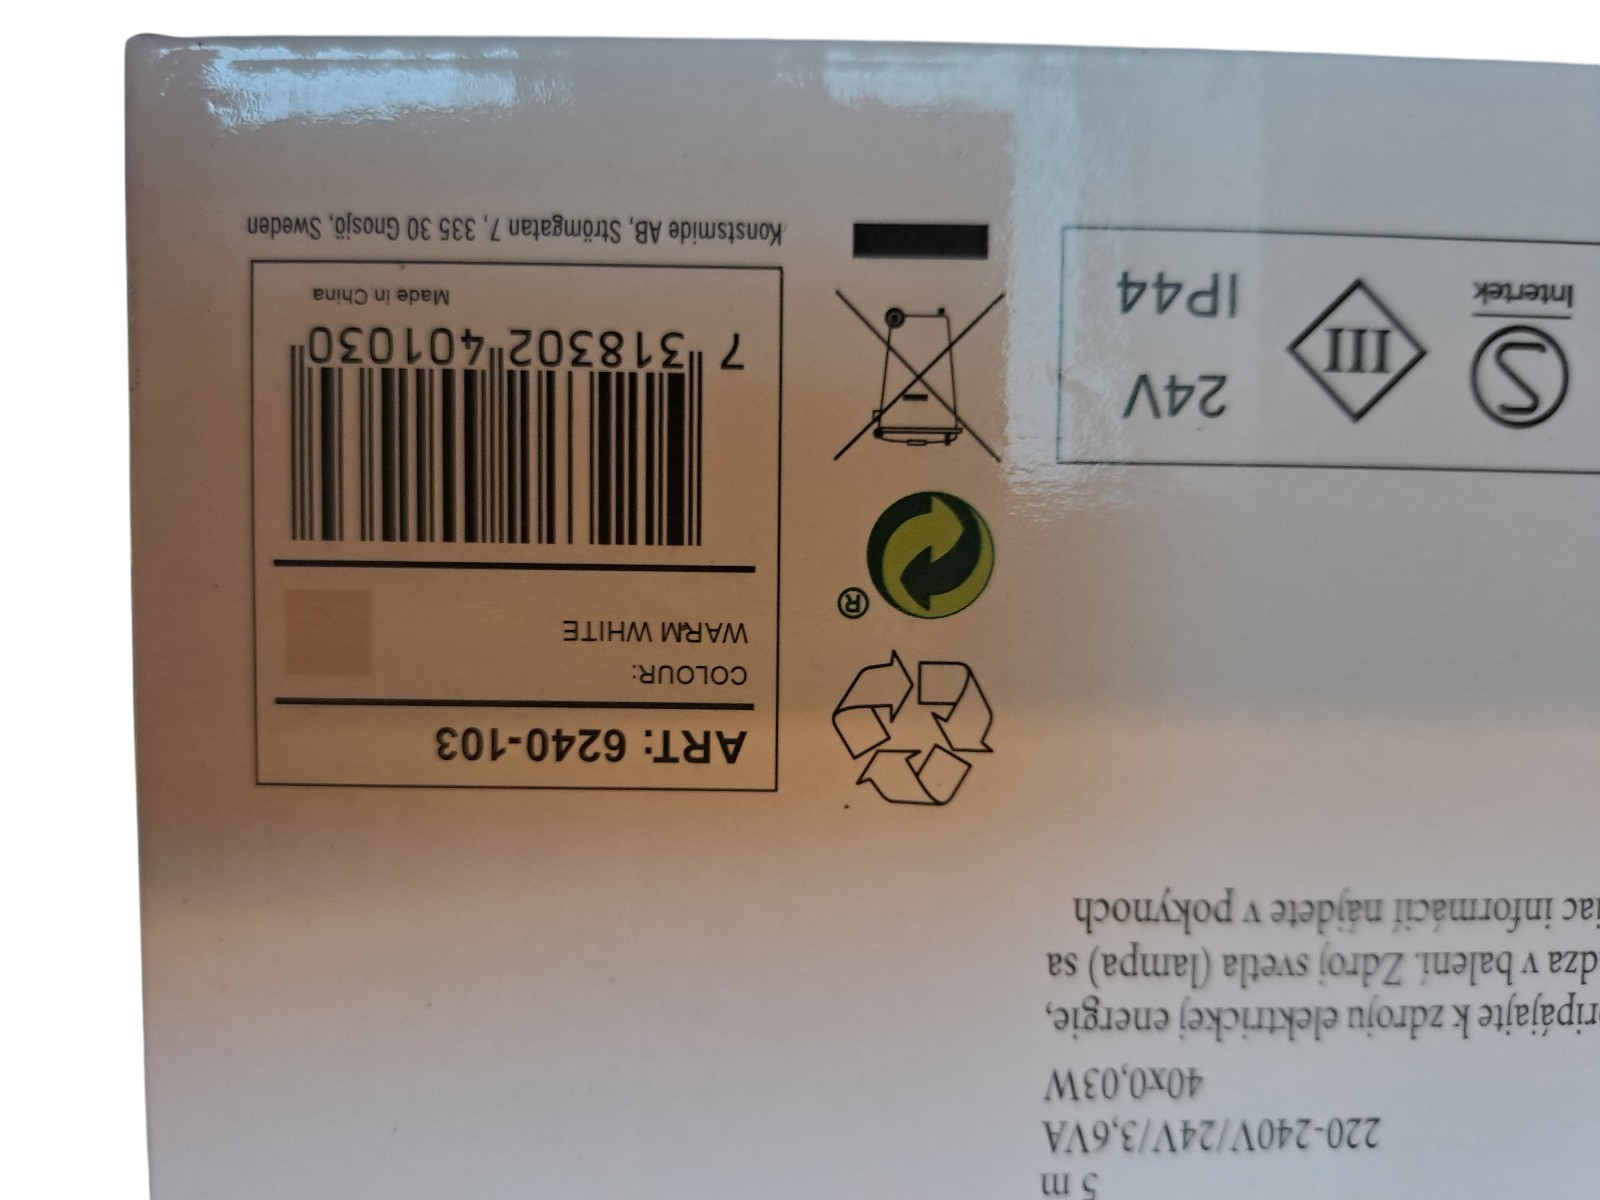 5 m
220-240V/24V/3,6VA
40x0,03W
ripájajte k zdroju elektrickej energie,
dza v balení. Zdroj svetla (lampa) sa
iac informácií nájdete v pokynoch
S
Intertek
III
24V
IP44
®
ART: 6240-103
COLOUR:
WARM WHITE
7 318302 401030
Made in China
Konstsmide AB, Strömgatan 7, 335 30 Gnosjö, Sweden